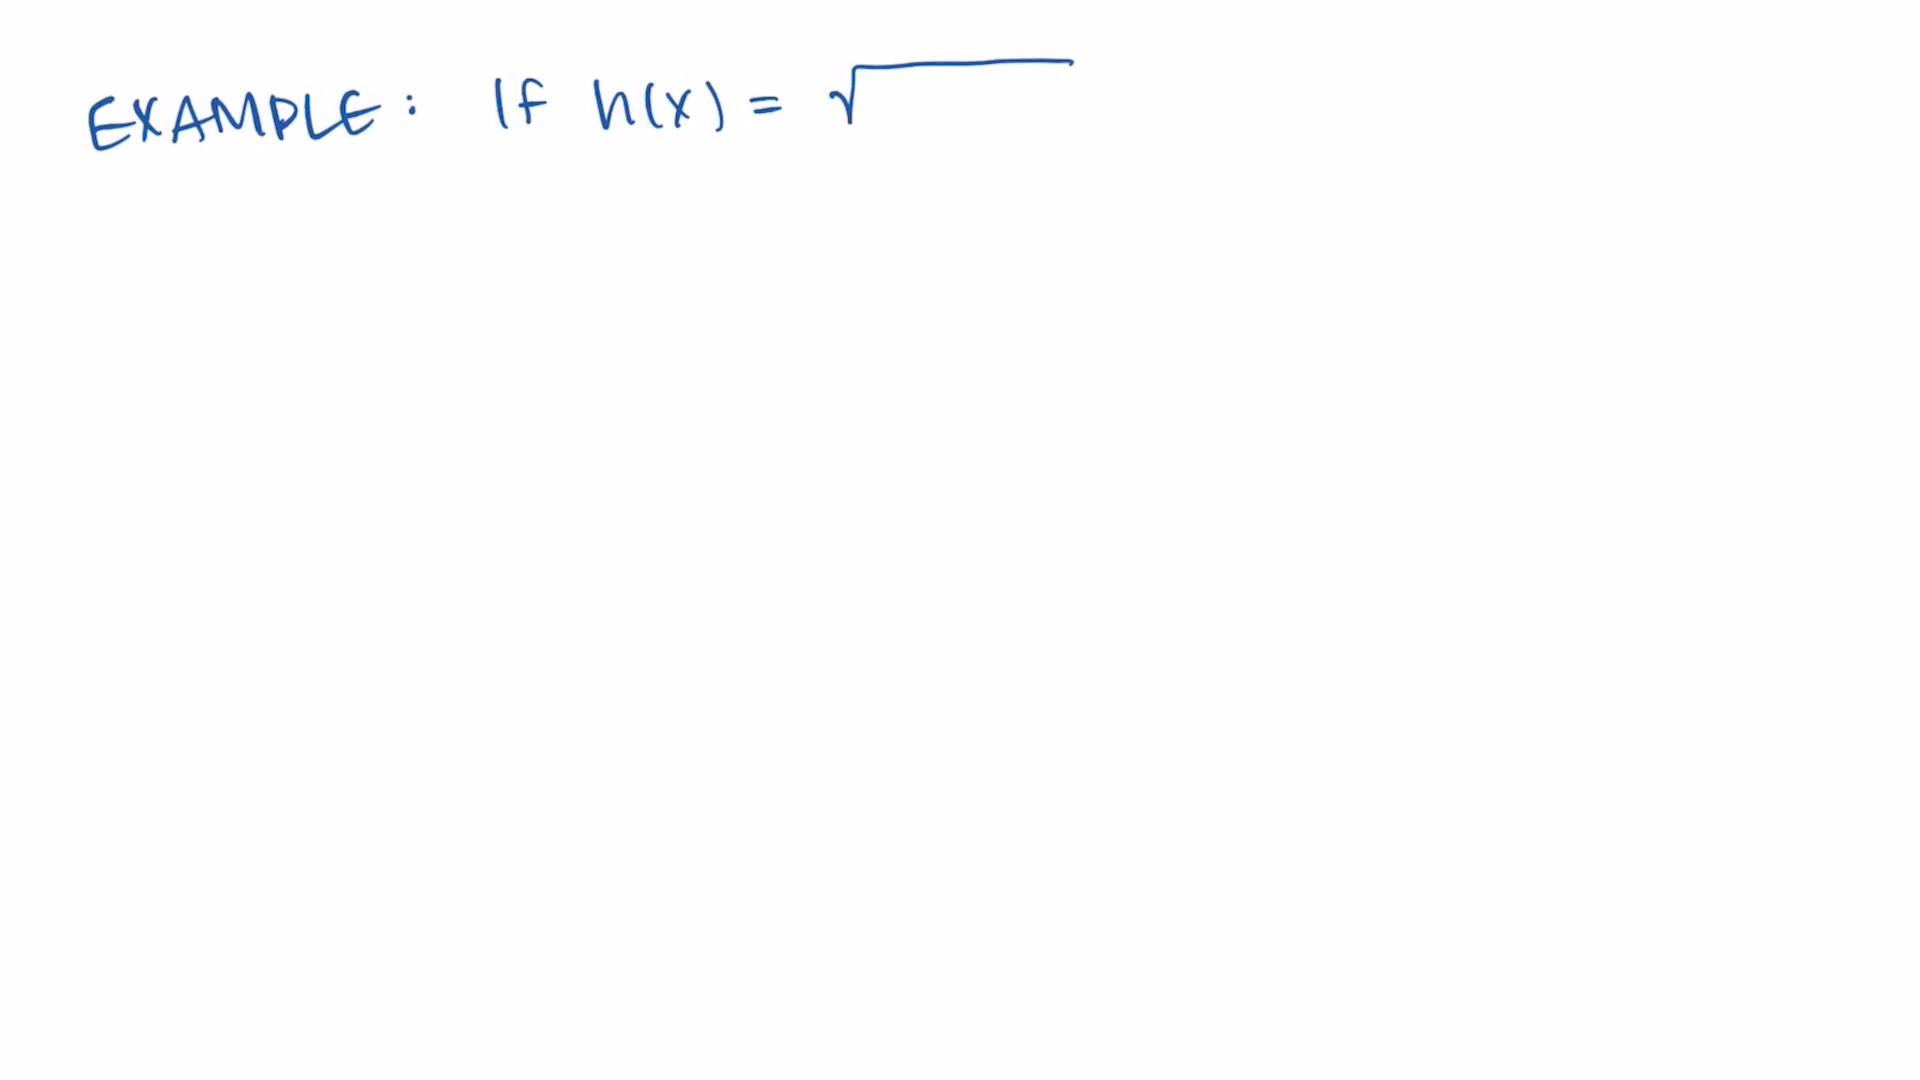 EXAMPLE: If h(x) = √